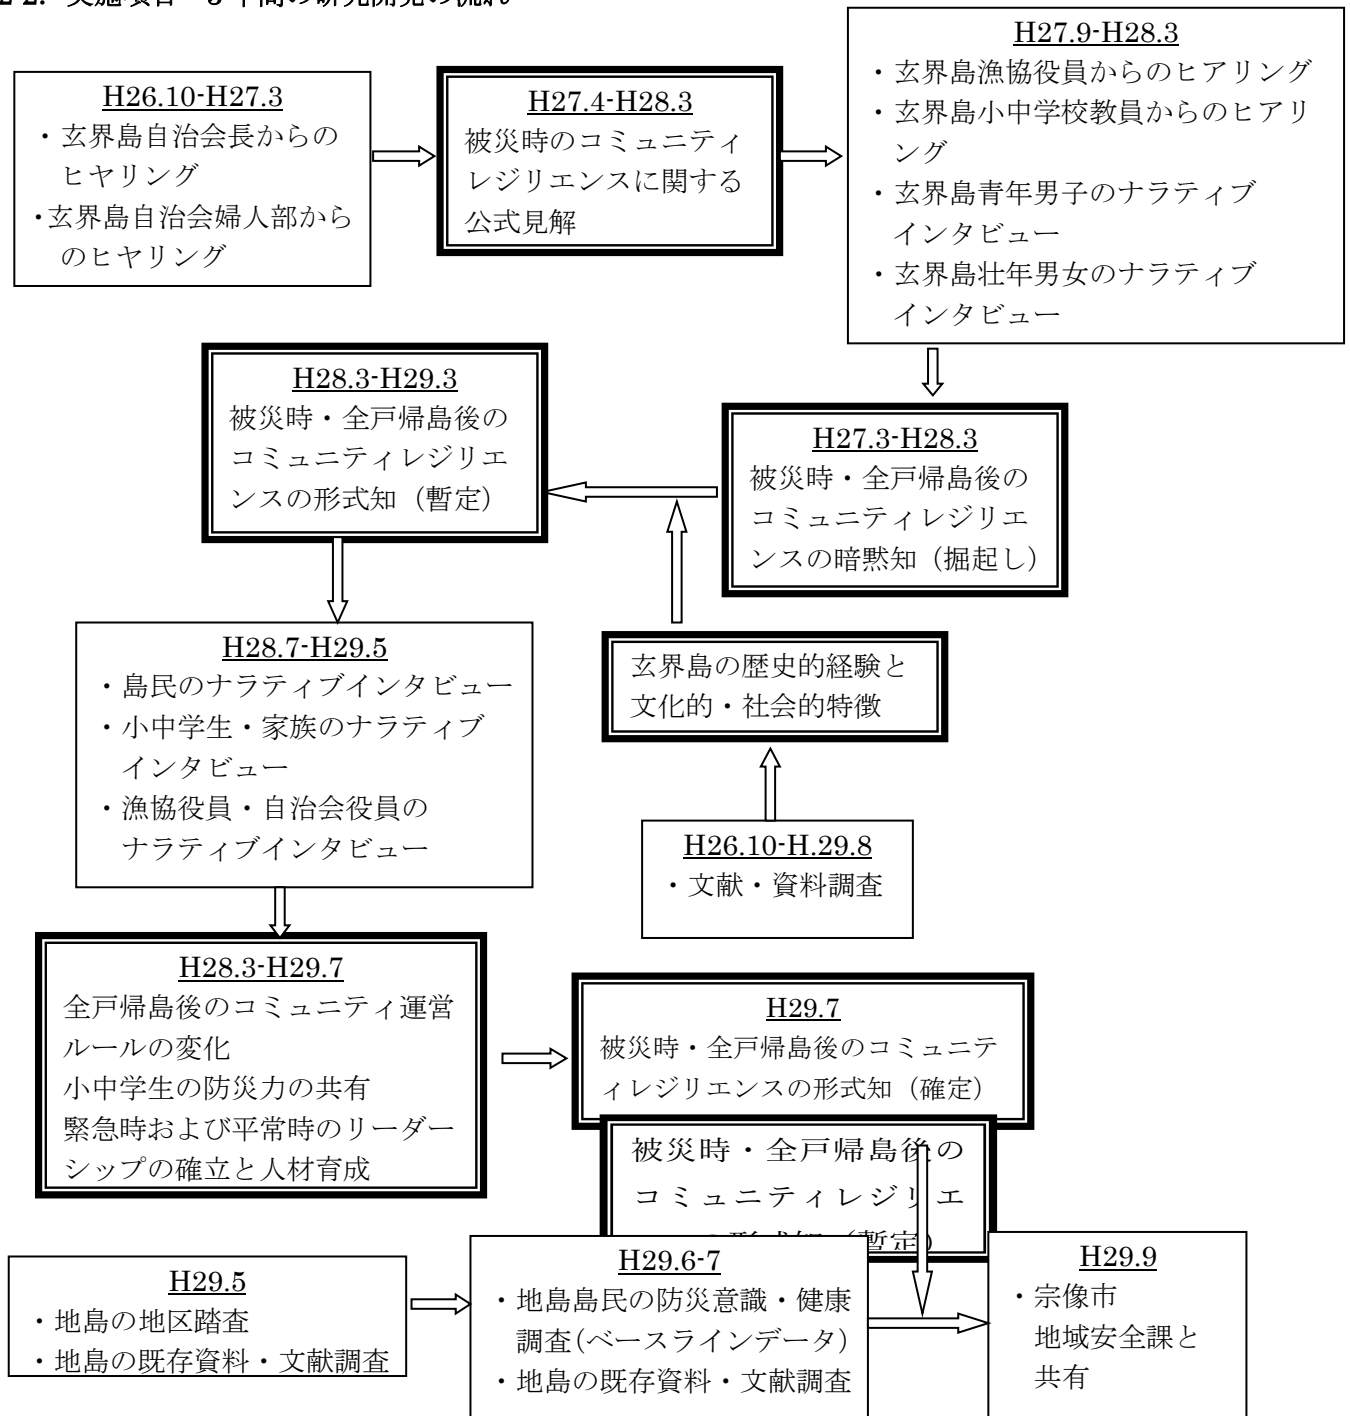 H26.10-H27.3
・玄界島自治会長からの
ヒヤリング
・玄界島自治会婦人部から
のヒヤリング
H27.4-H28.3
被災時のコミュニティ
レジリエンスに関する
公式見解
H27.9-H28.3
・玄界島漁協役員からのヒアリング
・玄界島小中学校教員からのヒアリ
ング
・玄界島青年男子のナラティブ
インタビュー
・玄界島壮年男女のナラティブ
インタビュー
H27.3-H28.3
被災時・全戸帰島後の
コミュニティレジリエ
ンスの暗黙知（掘起し）
H28.3-H29.3
被災時・全戸帰島後の
コミュニティレジリエ
ンスの形式知（暫定）
玄界島の歴史的経験と
文化的・社会的特徴
H26.10-H.29.8
・文献・資料調査
H28.7-H29.5
・島民のナラティブインタビュー
・小中学生・家族のナラティブ
インタビュー
・漁協役員・自治会役員の
ナラティブインタビュー
H28.3-H29.7
全戸帰島後のコミュニティ運営
ルールの変化
小中学生の防災力の共有
緊急時および平常時のリーダー
シップの確立と人材育成
H29.7
被災時・全戸帰島後のコミュニテ
ィレジリエンスの形式知（確定）
被災時・全戸帰島後の
コミュニティレジリエ
H29.5
・地島の地区踏査
・地島の既存資料・文献調査
H29.6-7
・地島島民の防災意識・健康
調査(ベースラインデータ)
・地島の既存資料・文献調査
H29.9
・宗像市
地域安全課と
共有